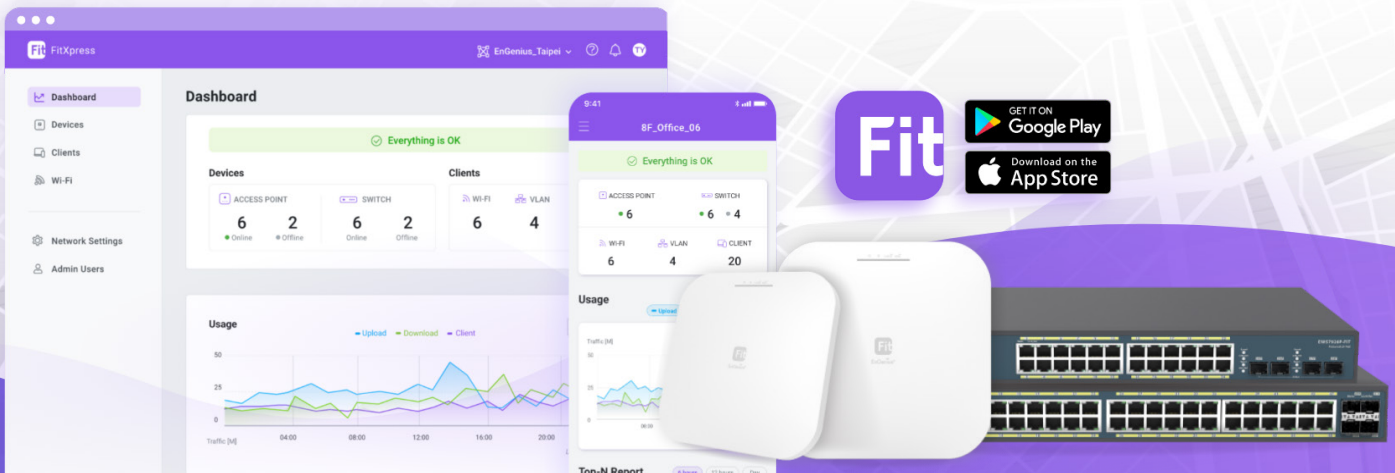 Fit FitXpress
EnGenius_Taipei
TY
Dashboard
Devices
Clients
Wi-Fi
Network Settings
Admin Users
Dashboard
Everything is OK
Devices
Clients
ACCESS POINT
SWITCH
WI-FI
VLAN
6 2 6 2 6 4
Online Offline Online Offline
Usage
Upload Download Client
50
25
0
Traffic [M] 04:00 08:00 12:00 16:00 20:00
9:41
8F_Office_06
Everything is OK
ACCESS POINT SWITCH
6 6 4
WI-FI VLAN CLIENT
6 4 20
Usage
Upload
Traffic [M]
50
25
0
Top-N Report
Fit
GET IT ON
Google Play
Download on the
App Store
Fit
EnGenius
Fit
EnGenius